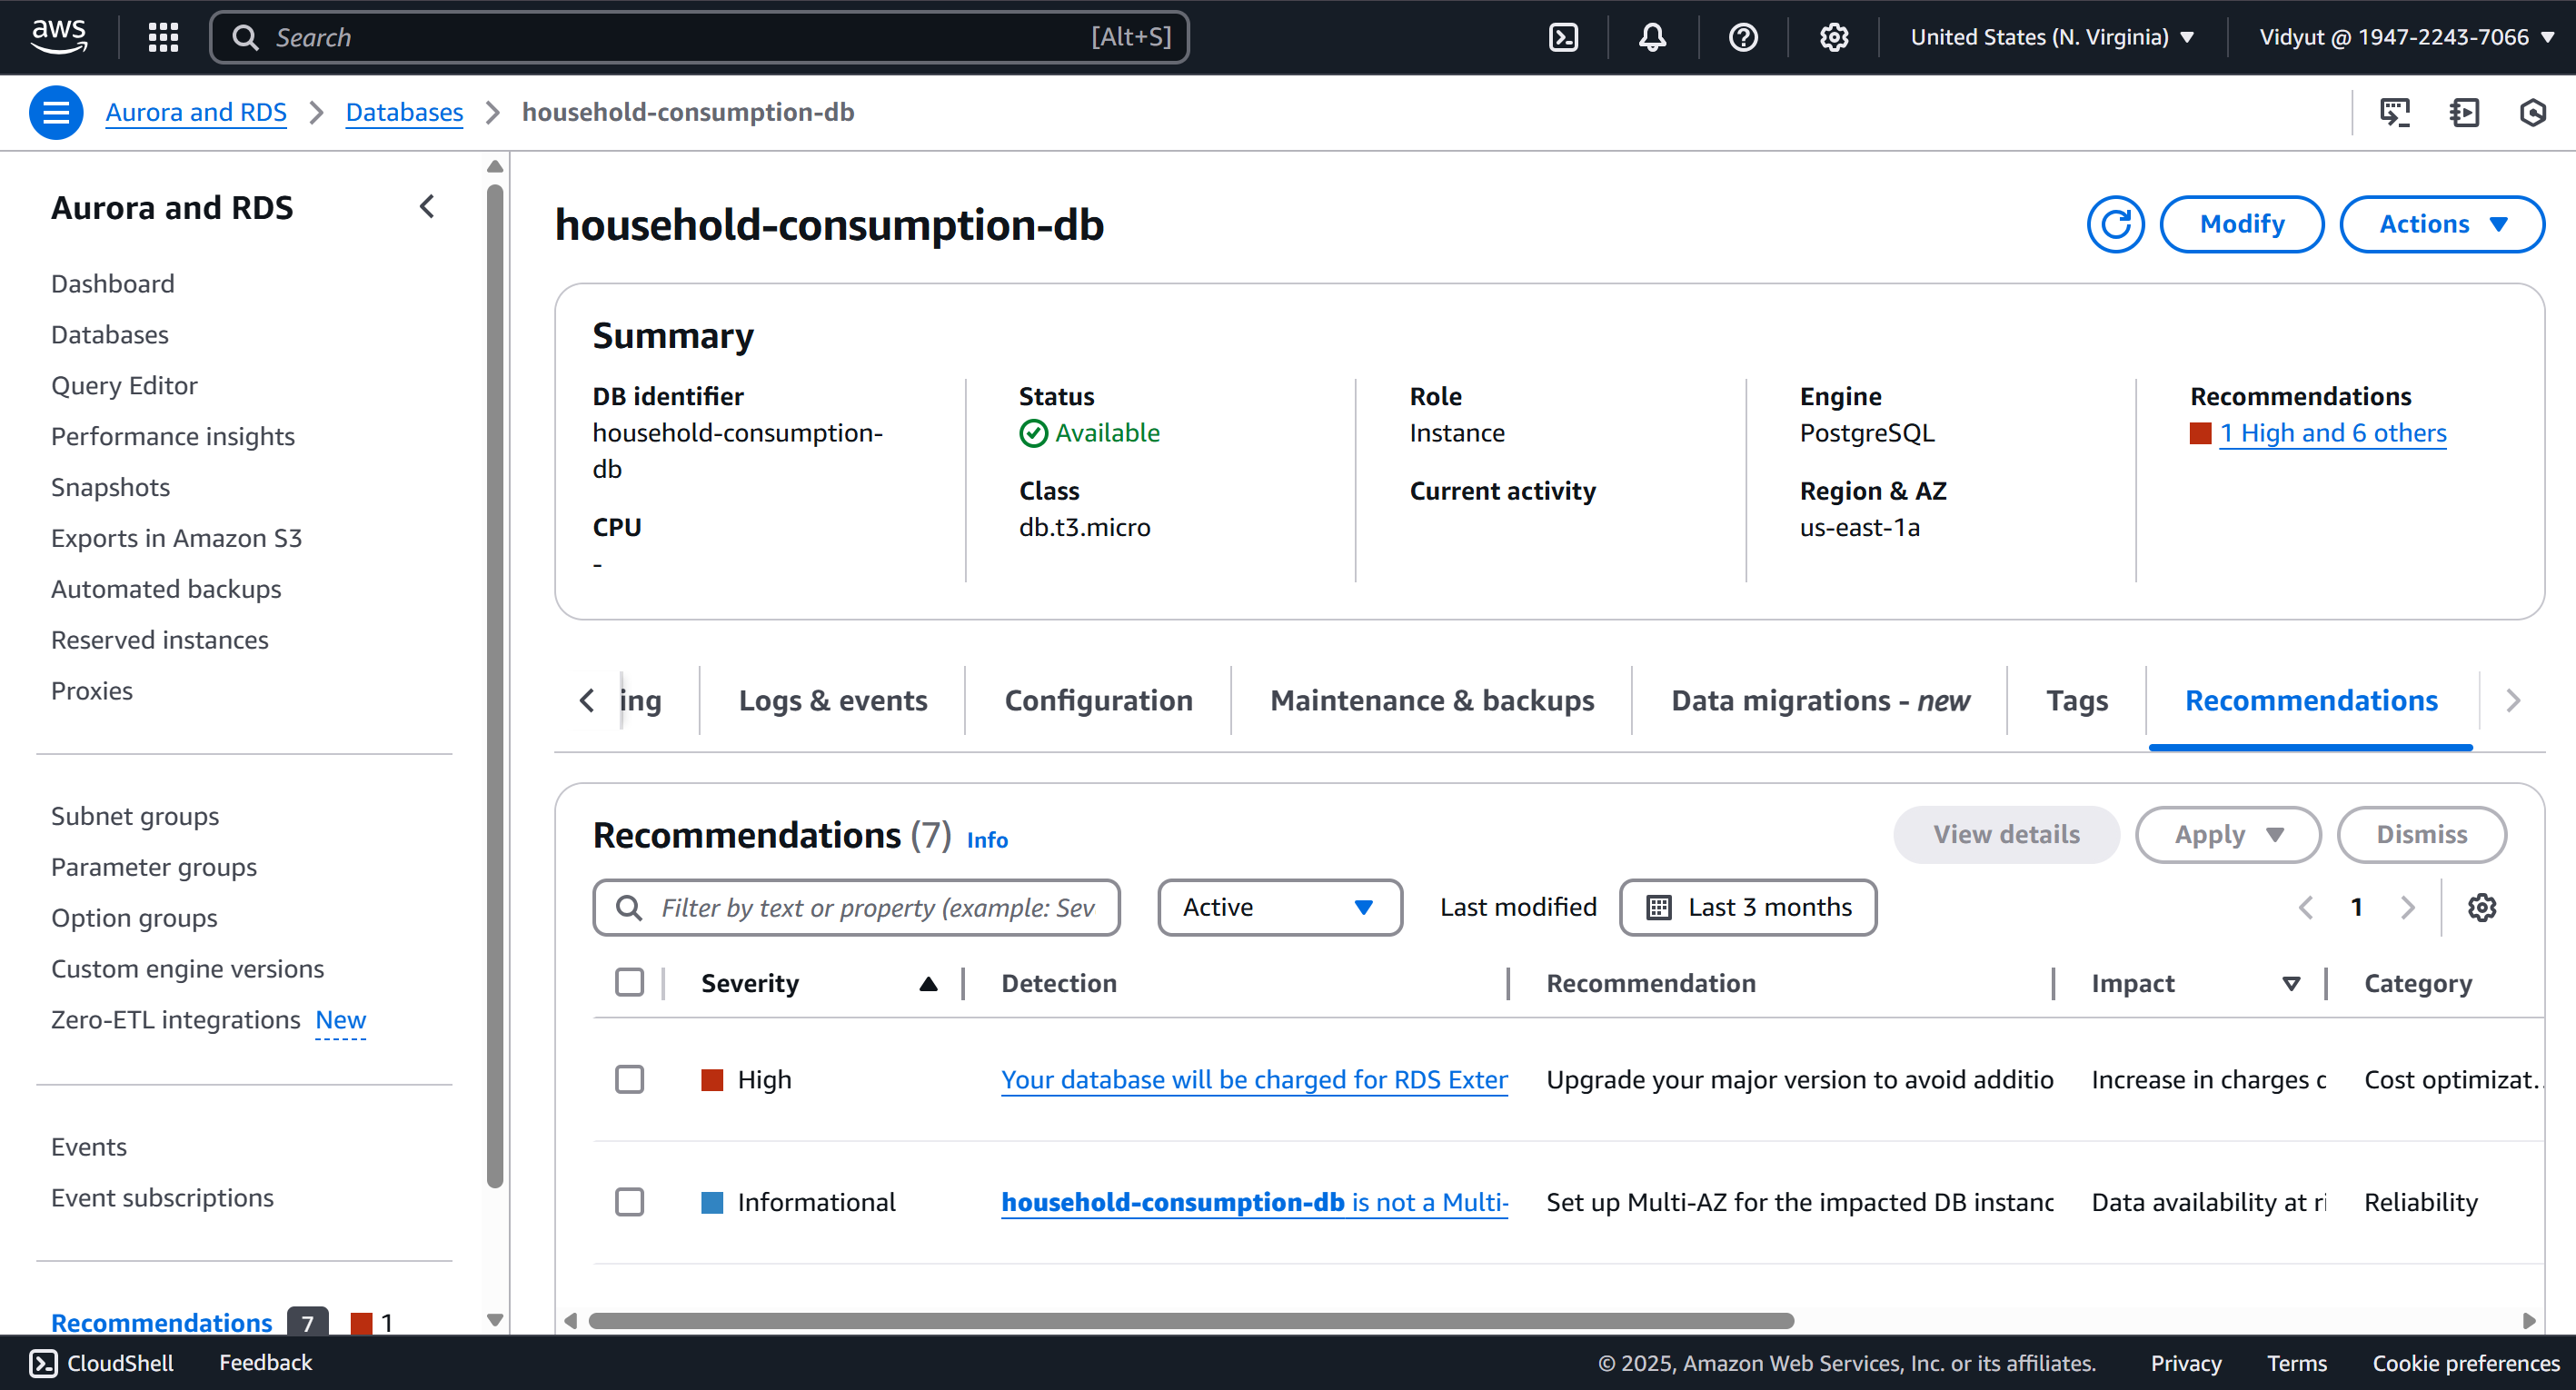 aws
Search [Alt+S]
United States (N. Virginia)
Vidyut @ 1947-2243-7066
Aurora and RDS
Databases
household-consumption-db
Aurora and RDS
Dashboard
Databases
Query Editor
Performance insights
Snapshots
Exports in Amazon S3
Automated backups
Reserved instances
Proxies
Subnet groups
Parameter groups
Option groups
Custom engine versions
Zero-ETL integrations New
Events
Event subscriptions
Recommendations 7 1
household-consumption-db
Modify
Actions
Summary
DB identifier
household-consumption-
db
CPU
-
Status
Available
Class
db.t3.micro
Role
Instance
Current activity
Engine
PostgreSQL
Region & AZ
us-east-1a
Recommendations
1 High and 6 others
ing
Logs & events
Configuration
Maintenance & backups
Data migrations - new
Tags
Recommendations
Recommendations (7) Info
View details
Apply
Dismiss
Filter by text or property (example: Sev
Active
Last modified
Last 3 months
1
Severity Detection Recommendation Impact Category
High Your database will be charged for RDS Exter Upgrade your major version to avoid additio Increase in charges c Cost optimizat..
Informational household-consumption-db is not a Multi- Set up Multi-AZ for the impacted DB instanc Data availability at ri Reliability
CloudShell
Feedback
© 2025, Amazon Web Services, Inc. or its affiliates.
Privacy
Terms
Cookie preferences